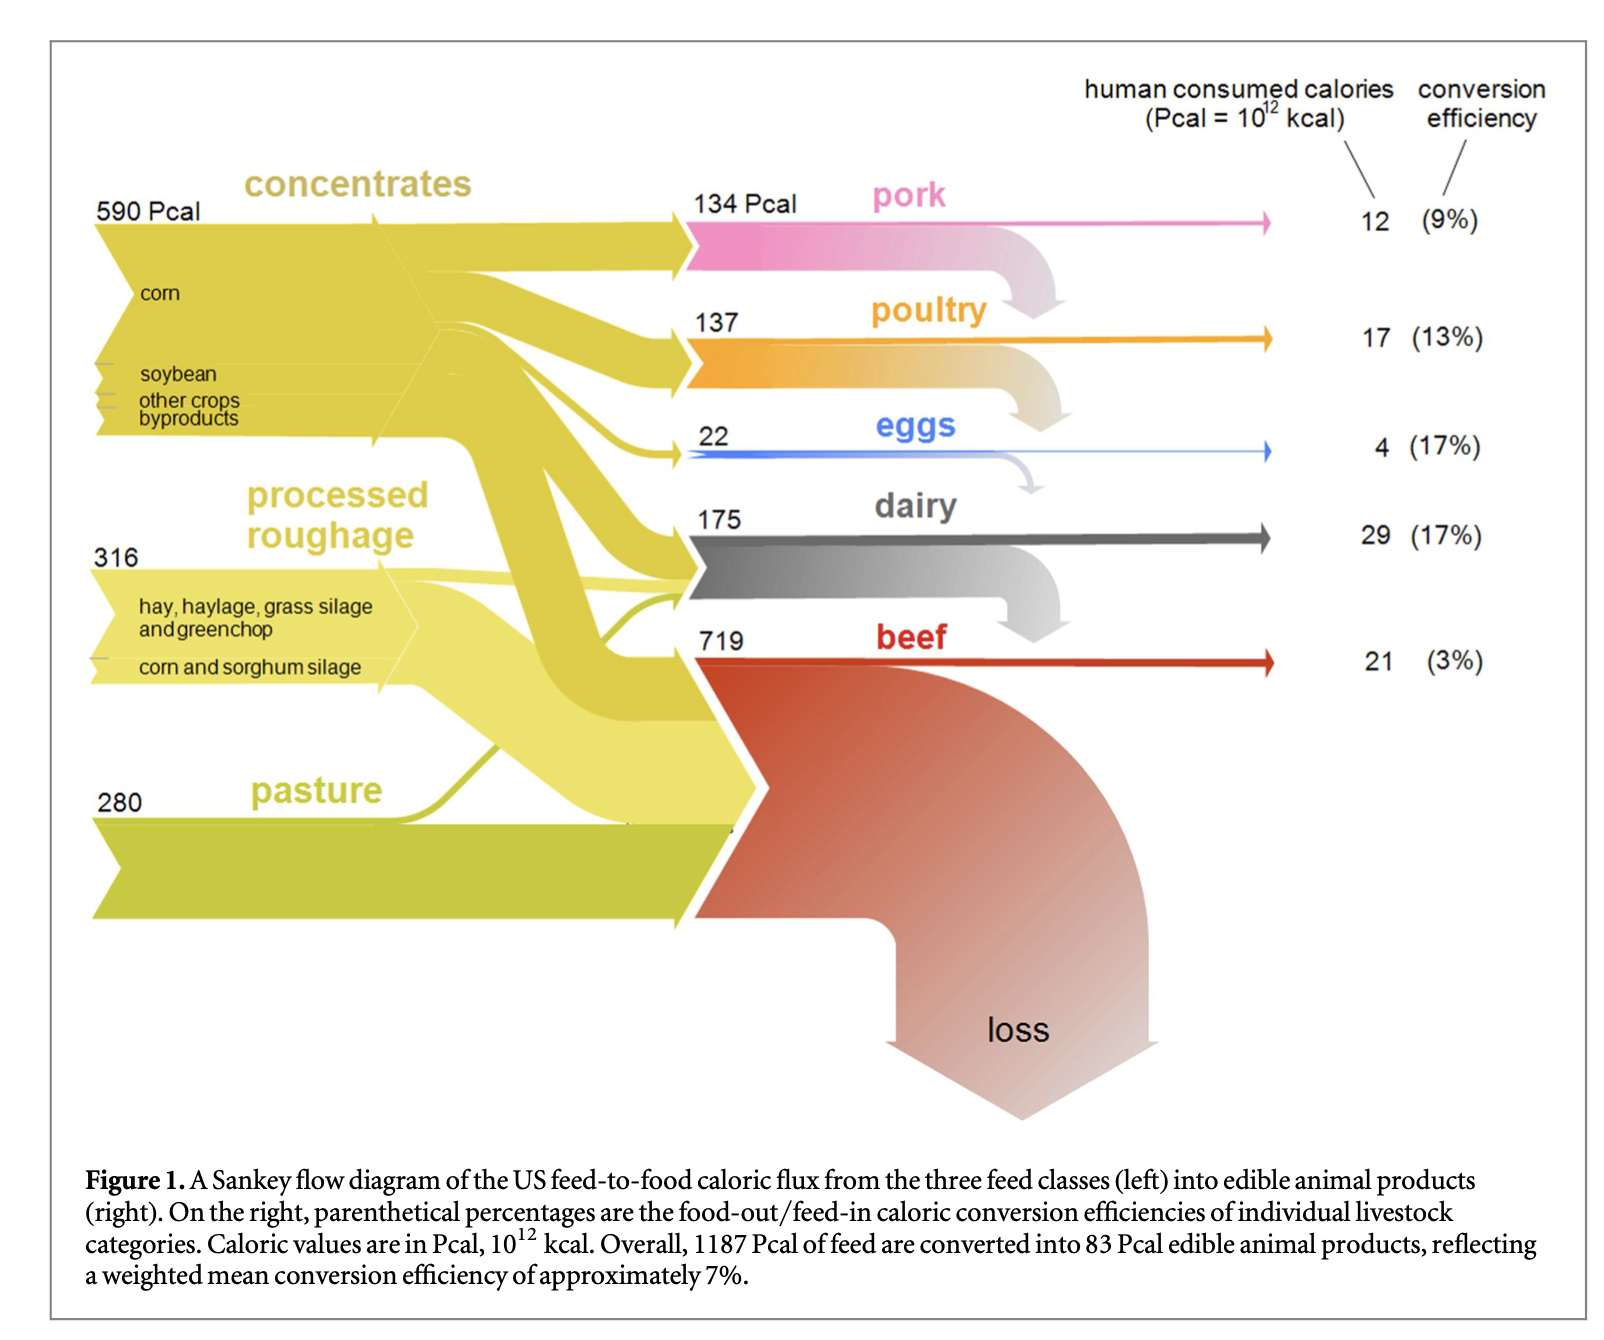 human consumed calories
(Pcal = 10^12 kcal)
conversion
efficiency
concentrates
590 Pcal
corn
soybean
other crops
byproducts
134 Pcal
pork
12 (9%)
137
poultry
17 (13%)
22
eggs
4 (17%)
processed
roughage
316
hay, haylage, grass silage
and greenchop
corn and sorghum silage
175
dairy
29 (17%)
719
beef
21 (3%)
pasture
280
loss
Figure 1. A Sankey flow diagram of the US feed-to-food caloric flux from the three feed classes (left) into edible animal products
(right). On the right, parenthetical percentages are the food-out/feed-in caloric conversion efficiencies of individual livestock
categories. Caloric values are in Pcal, 10^12 kcal. Overall, 1187 Pcal of feed are converted into 83 Pcal edible animal products, reflecting
a weighted mean conversion efficiency of approximately 7%.